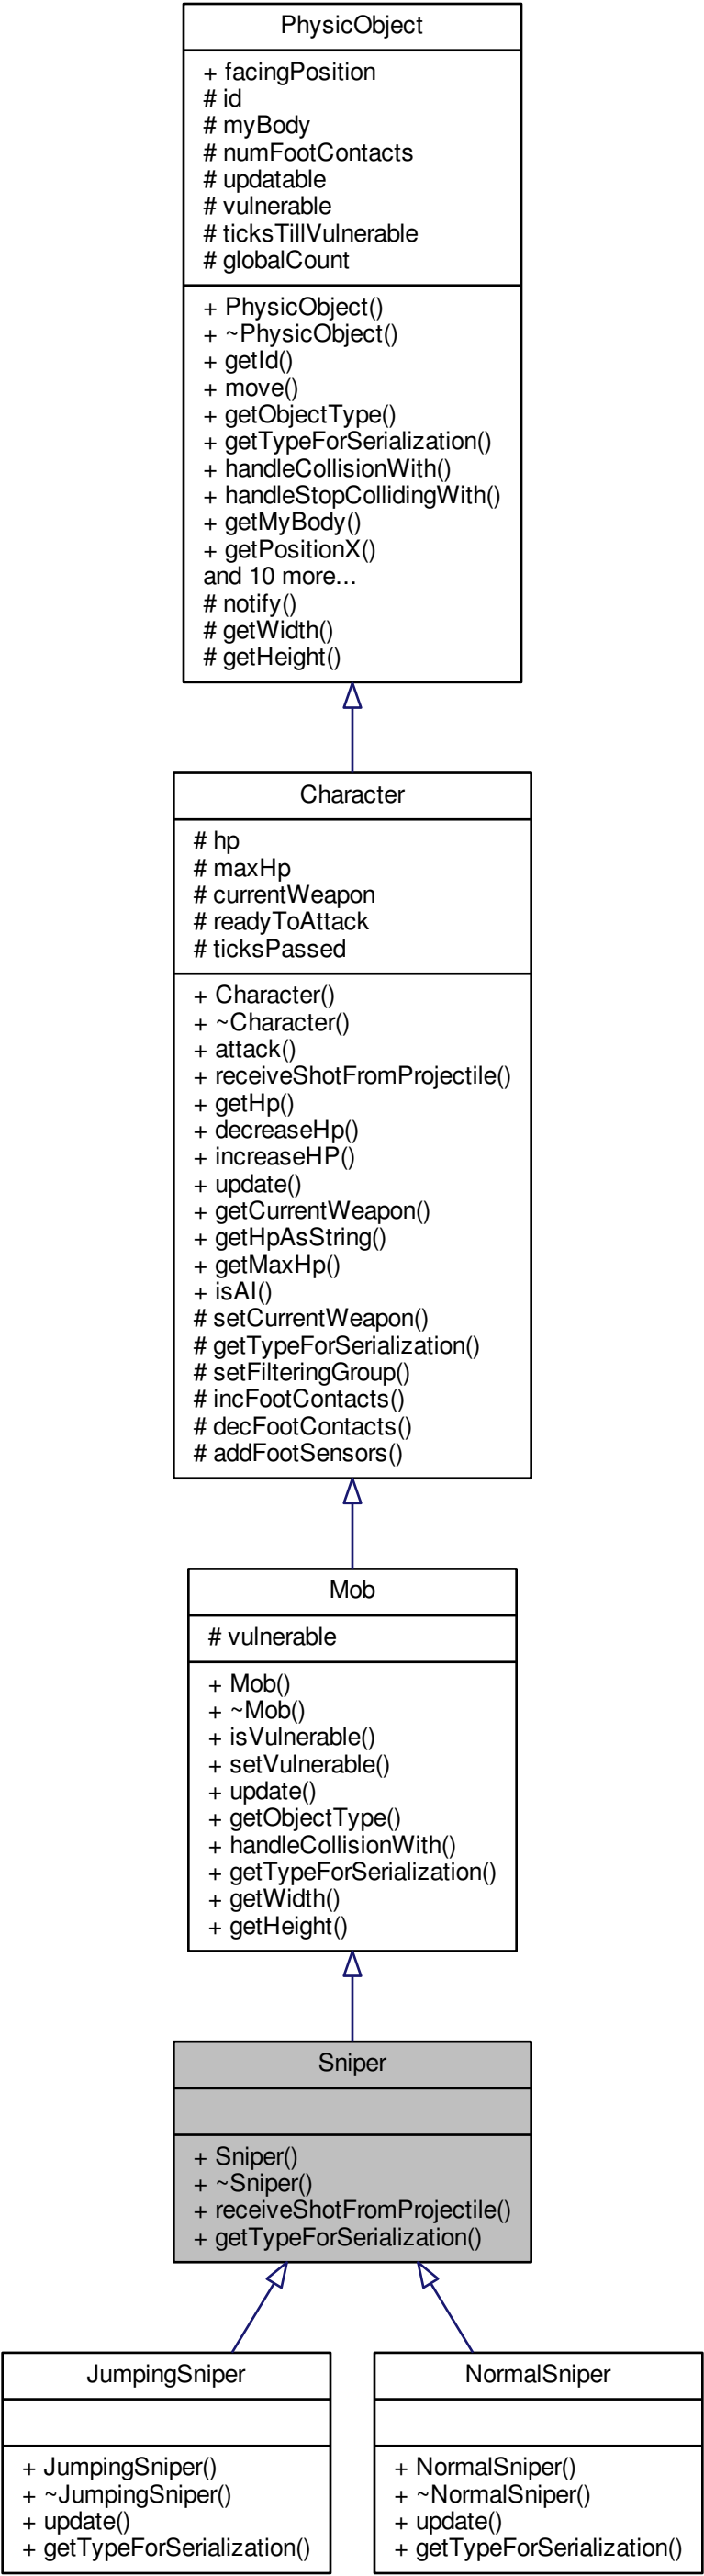 PhysicObject
+ facingPosition
# id
# myBody
# numFootContacts
# updatable
# vulnerable
# ticksTillVulnerable
# globalCount
+ PhysicObject()
+ ~PhysicObject()
+ getId()
+ move()
+ getObjectType()
+ getTypeForSerialization()
+ handleCollisionWith()
+ handleStopCollidingWith()
+ getMyBody()
+ getPositionX()
and 10 more...
# notify()
# getWidth()
# getHeight()
Character
# hp
# maxHp
# currentWeapon
# readyToAttack
# ticksPassed
+ Character()
+ ~Character()
+ attack()
+ receiveShotFromProjectile()
+ getHp()
+ decreaseHp()
+ increaseHP()
+ update()
+ getCurrentWeapon()
+ getHpAsString()
+ getMaxHp()
+ isAI()
# setCurrentWeapon()
# getTypeForSerialization()
# setFilteringGroup()
# incFootContacts()
# decFootContacts()
# addFootSensors()
Mob
# vulnerable
+ Mob()
+ ~Mob()
+ isVulnerable()
+ setVulnerable()
+ update()
+ getObjectType()
+ handleCollisionWith()
+ getTypeForSerialization()
+ getWidth()
+ getHeight()
Sniper
+ Sniper()
+ ~Sniper()
+ receiveShotFromProjectile()
+ getTypeForSerialization()
JumpingSniper
+ JumpingSniper()
+ ~JumpingSniper()
+ update()
+ getTypeForSerialization()
NormalSniper
+ NormalSniper()
+ ~NormalSniper()
+ update()
+ getTypeForSerialization()